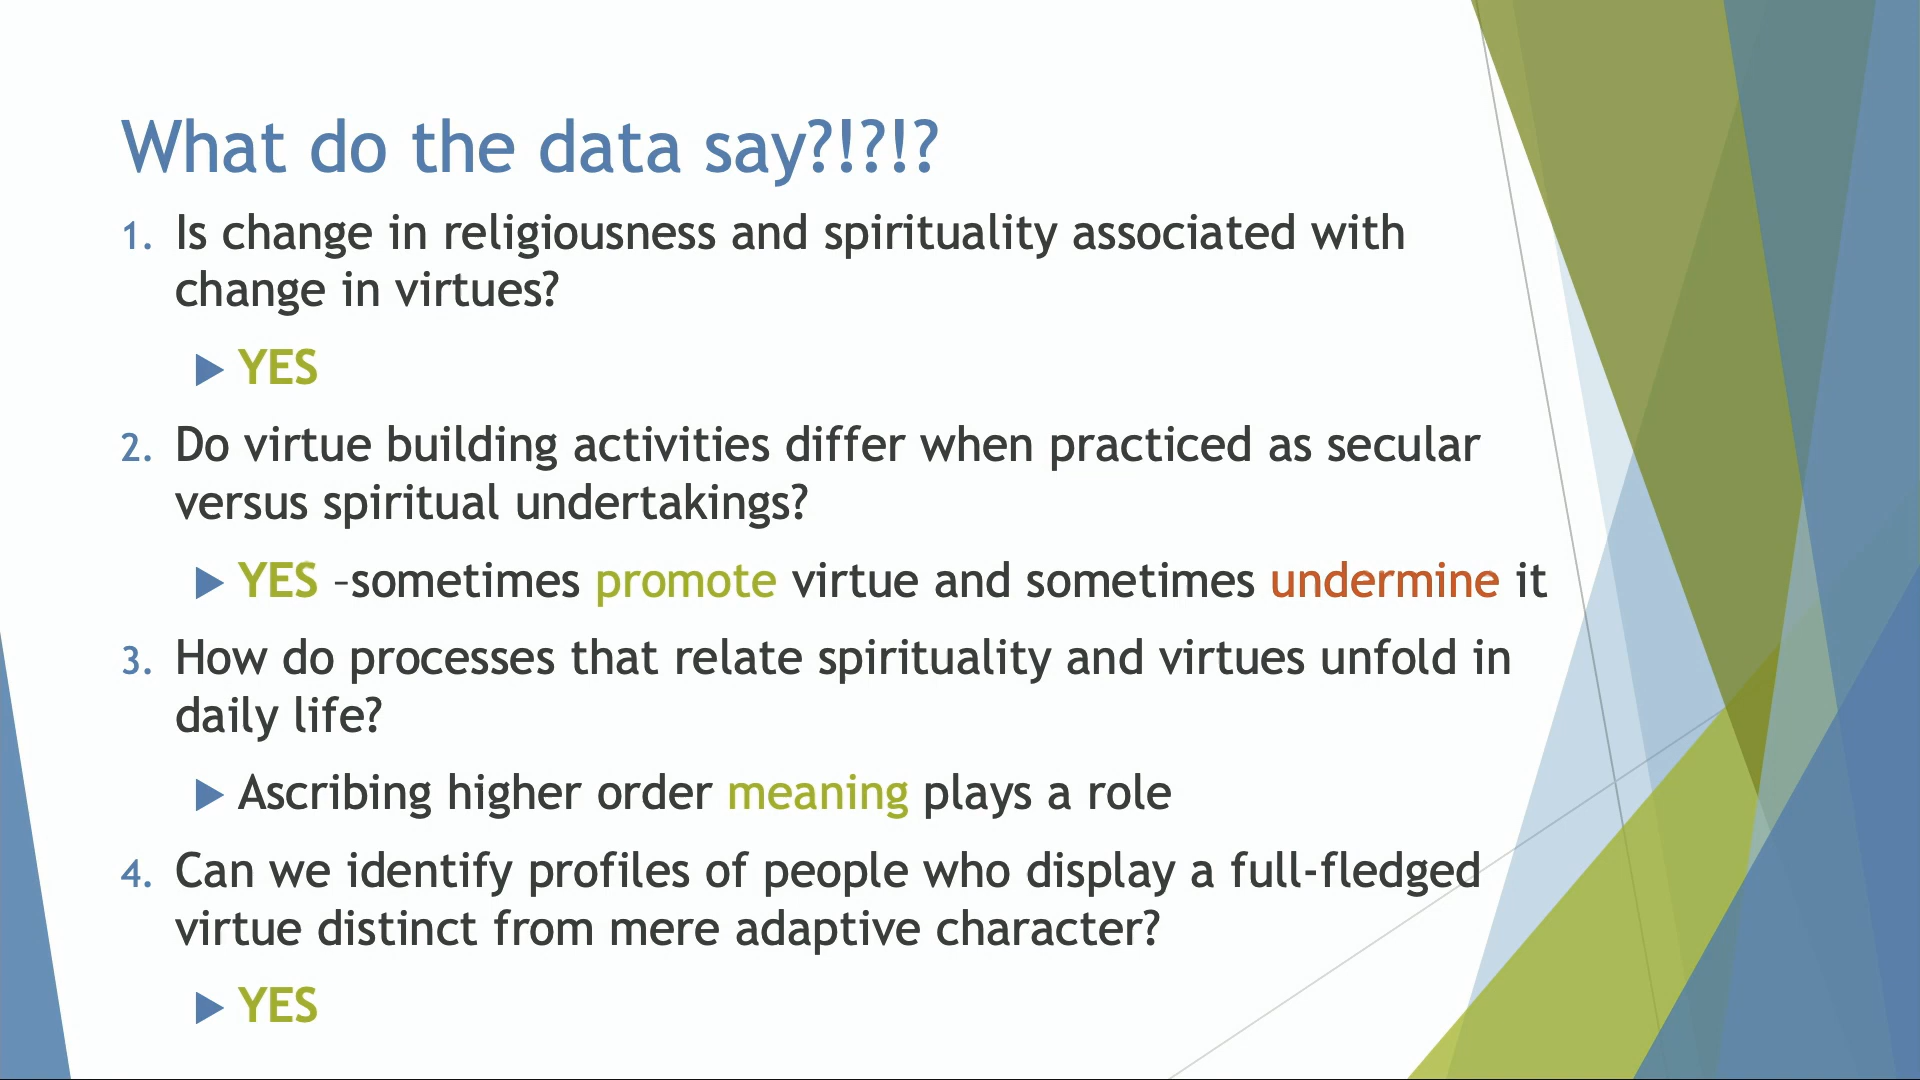 What do the data say?!?!?
1. Is change in religiousness and spirituality associated with
change in virtues?
YES
2. Do virtue building activities differ when practiced as secular
versus spiritual undertakings?
YES –sometimes promote virtue and sometimes undermine it
3. How do processes that relate spirituality and virtues unfold in
daily life?
Ascribing higher order meaning plays a role
4. Can we identify profiles of people who display a full-fledged
virtue distinct from mere adaptive character?
YES